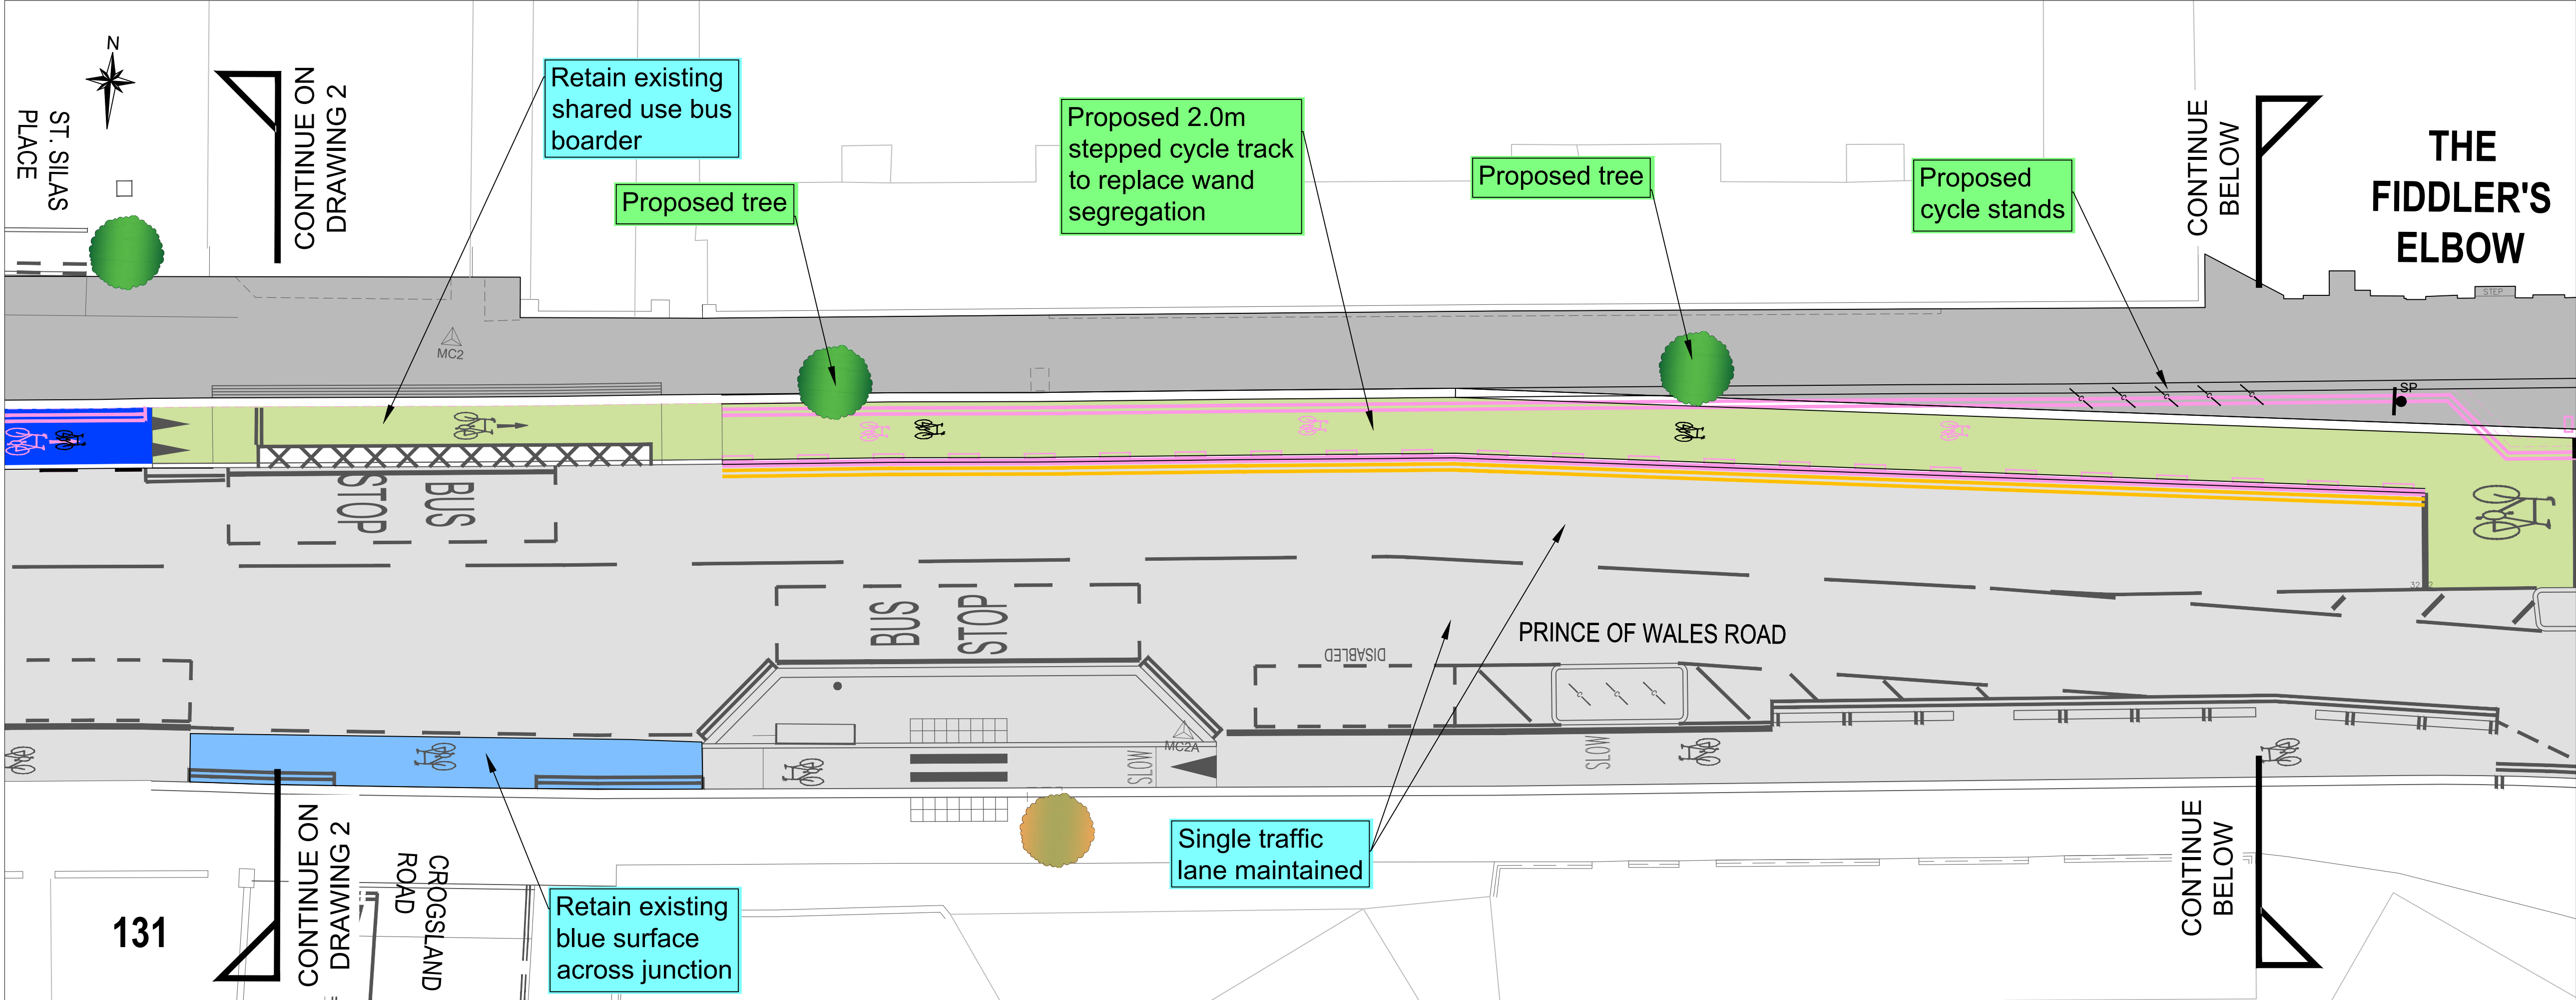 N
ST. SILAS
PLACE
CONTINUE ON
DRAWING 2
Retain existing
shared use bus
boarder
Proposed tree
Proposed 2.0m
stepped cycle track
to replace wand
segregation
Proposed tree
Proposed
cycle stands
CONTINUE
BELOW
THE
FIDDLER'S
ELBOW
STEP
MC2
SP
BUS
STOP
BUS
STOP
DISABLED
PRINCE OF WALES ROAD
MC2A
SLOW
SLOW
Single traffic
lane maintained
CONTINUE ON
DRAWING 2
CROGSLAND
ROAD
131
Retain existing
blue surface
across junction
CONTINUE
BELOW